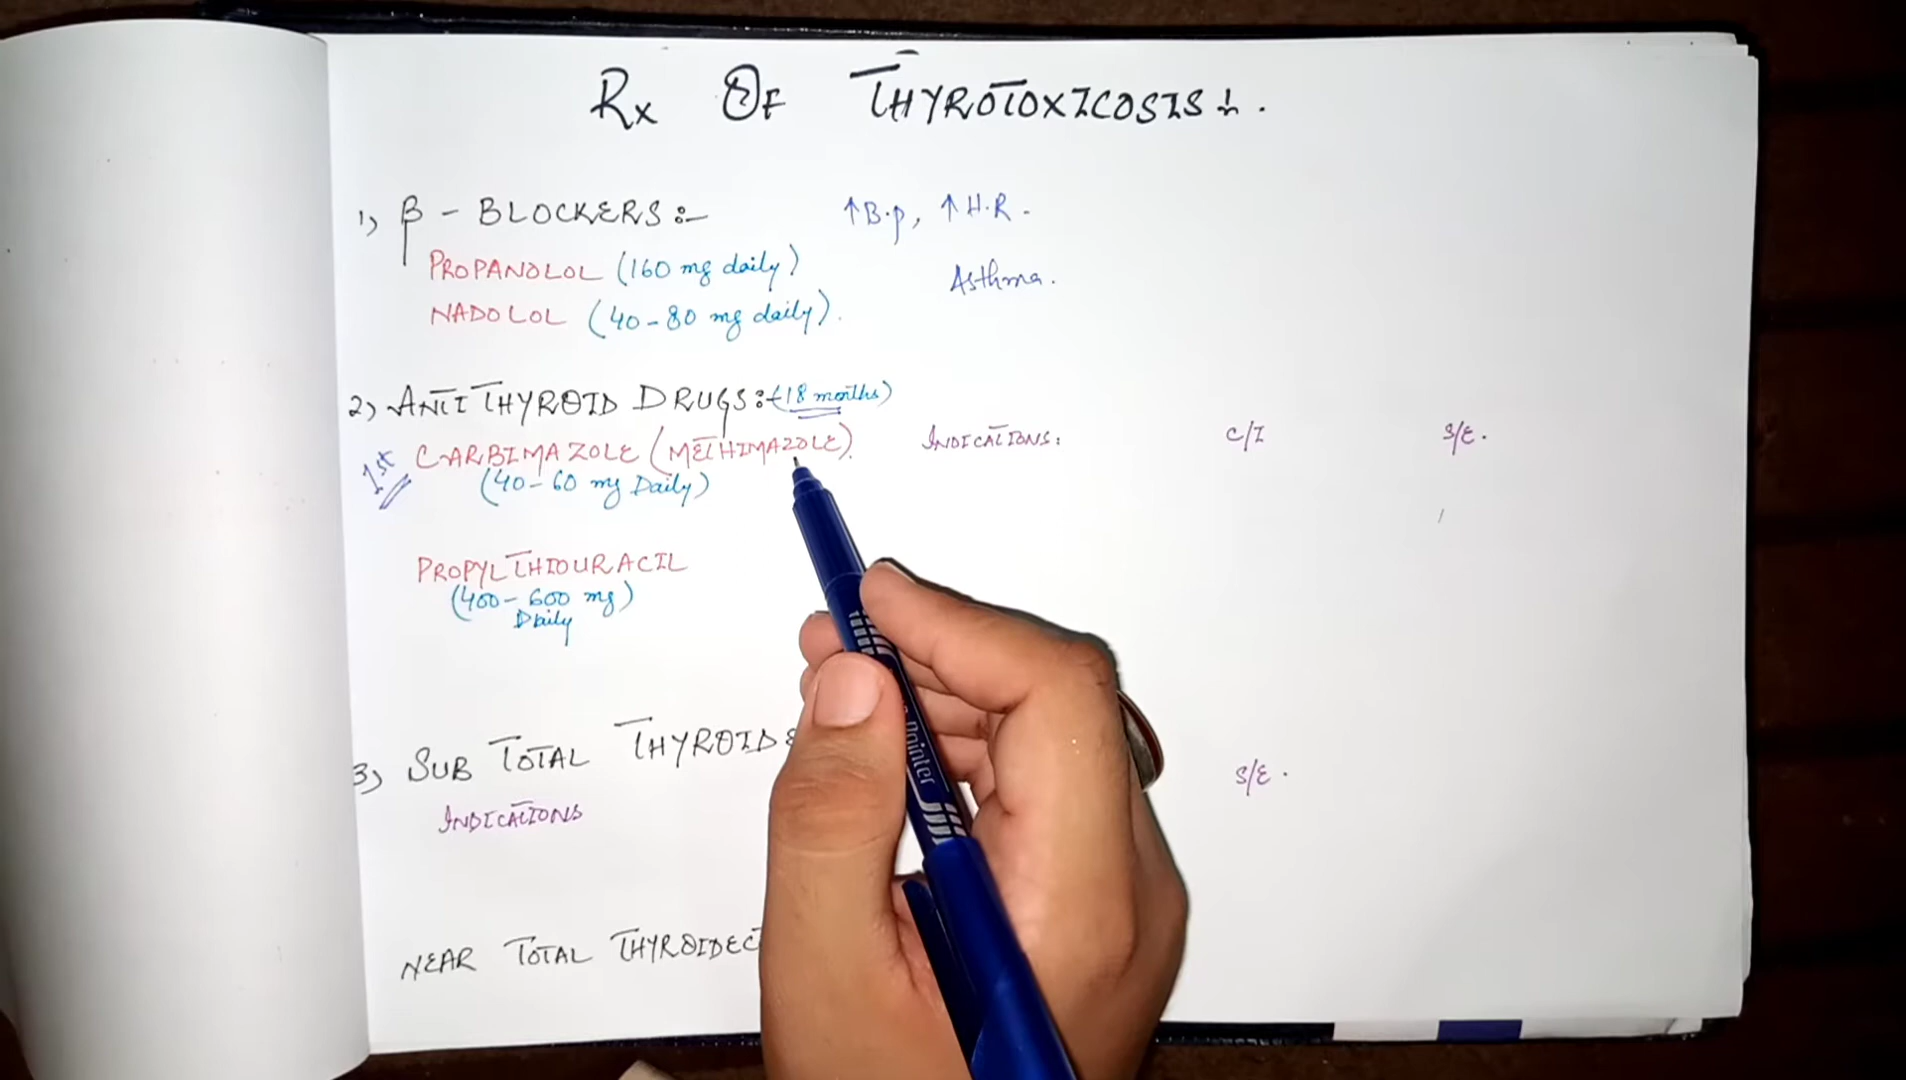 Rx OF THYROTOXICOSIS :- .
1) β - BLOCKERS :-
↑B.p, ↑H.R -
PROPANOLOL (160 mg daily)
Asthma.
NADOLOL (40-80 mg daily).
2) ANTI THYROID DRUGS :- (18 months)
1st CARBIMAZOLE (METHIMAZOLE).
INDICATIONS:
C/I
S/E.
(40-60 mg Daily)
PROPYLTHIOURACIL
(400-600 mg)
Daily
3) SUB TOTAL THYROIDE
INDICATIONS
S/E.
NEAR TOTAL THYROIDEC
Pointer